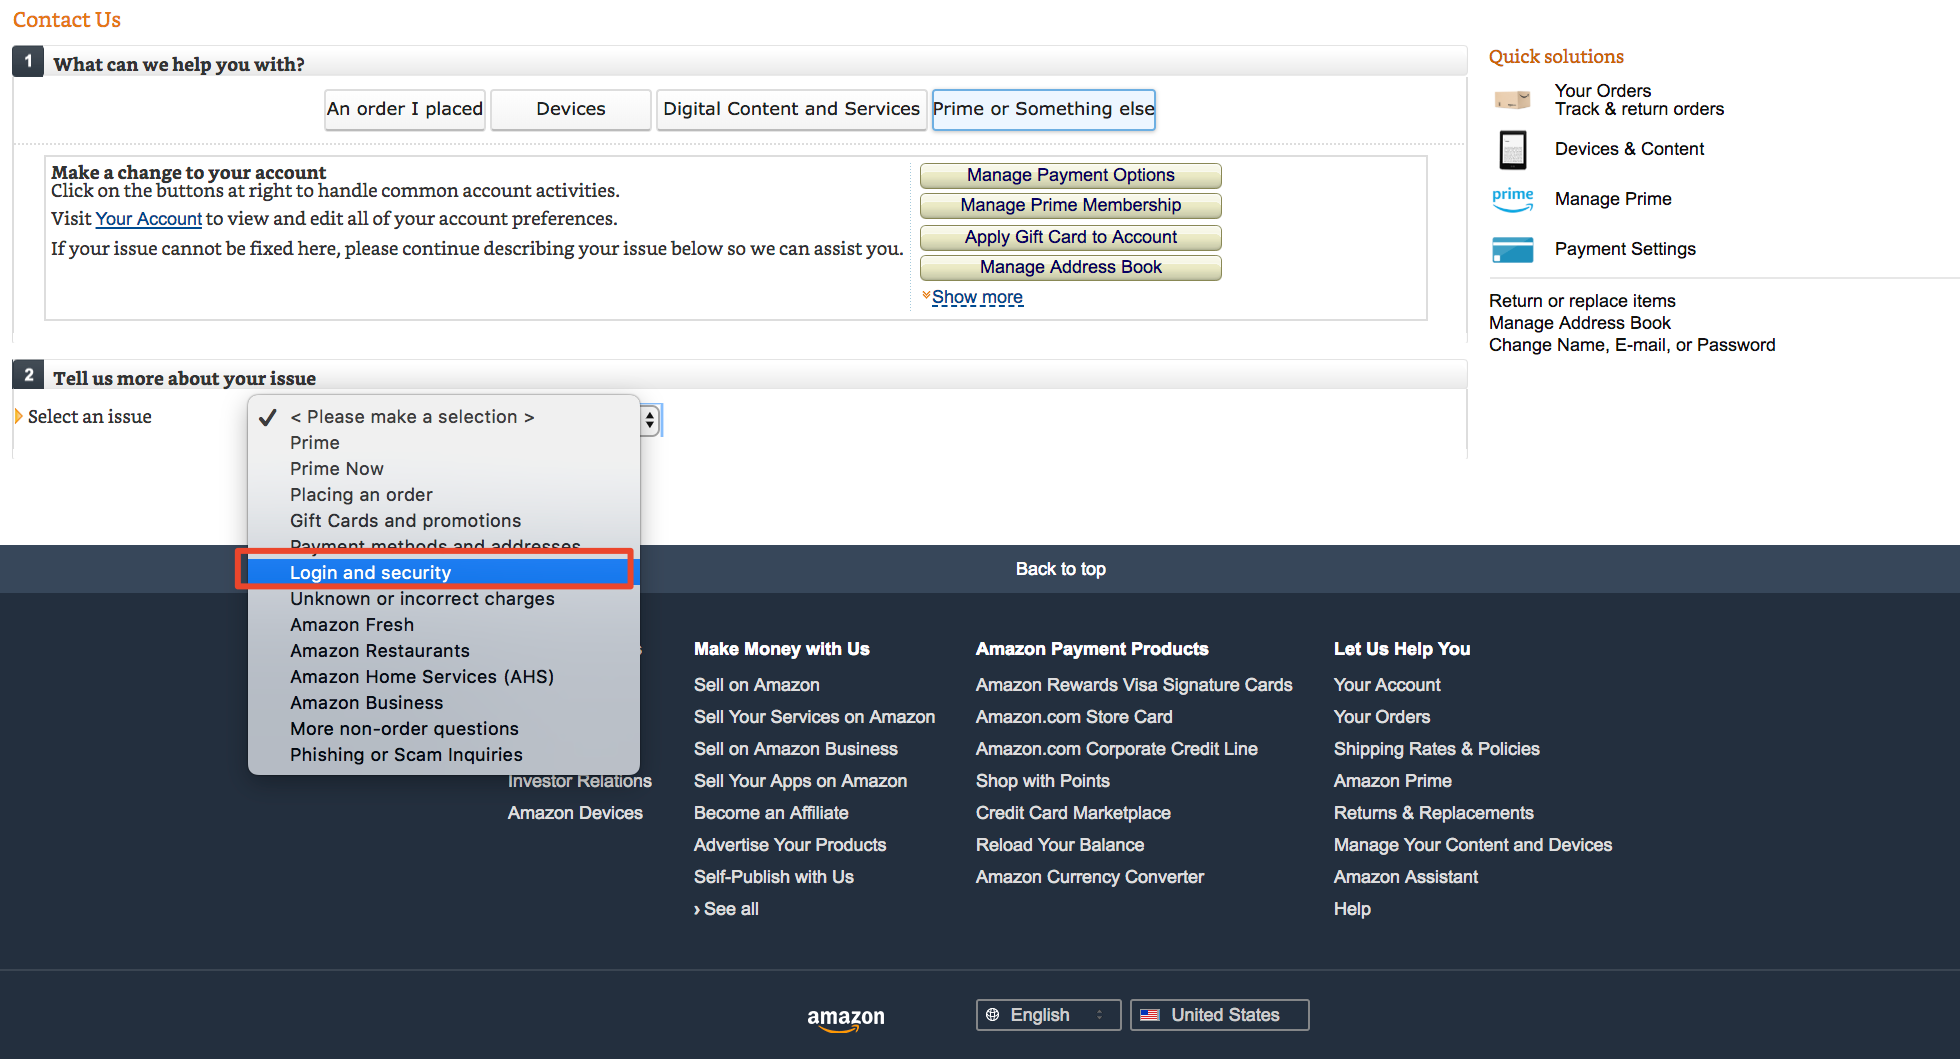 Contact Us
1 What can we help you with?
An order I placed
Devices
Digital Content and Services
Prime or Something else
Make a change to your account
Click on the buttons at right to handle common account activities.
Visit Your Account to view and edit all of your account preferences.
If your issue cannot be fixed here, please continue describing your issue below so we can assist you.
Manage Payment Options
Manage Prime Membership
Apply Gift Card to Account
Manage Address Book
Show more
2 Tell us more about your issue
Select an issue
< Please make a selection >
Prime
Prime Now
Placing an order
Gift Cards and promotions
Payment methods and addresses
Login and security
Unknown or incorrect charges
Amazon Fresh
Amazon Restaurants
Amazon Home Services (AHS)
Amazon Business
More non-order questions
Phishing or Scam Inquiries
Quick solutions
Your Orders
Track & return orders
Devices & Content
prime
Manage Prime
Payment Settings
Return or replace items
Manage Address Book
Change Name, E-mail, or Password
Back to top
Investor Relations
Amazon Devices
Make Money with Us
Sell on Amazon
Sell Your Services on Amazon
Sell on Amazon Business
Sell Your Apps on Amazon
Become an Affiliate
Advertise Your Products
Self-Publish with Us
› See all
Amazon Payment Products
Amazon Rewards Visa Signature Cards
Amazon.com Store Card
Amazon.com Corporate Credit Line
Shop with Points
Credit Card Marketplace
Reload Your Balance
Amazon Currency Converter
Let Us Help You
Your Account
Your Orders
Shipping Rates & Policies
Amazon Prime
Returns & Replacements
Manage Your Content and Devices
Amazon Assistant
Help
amazon
English
United States